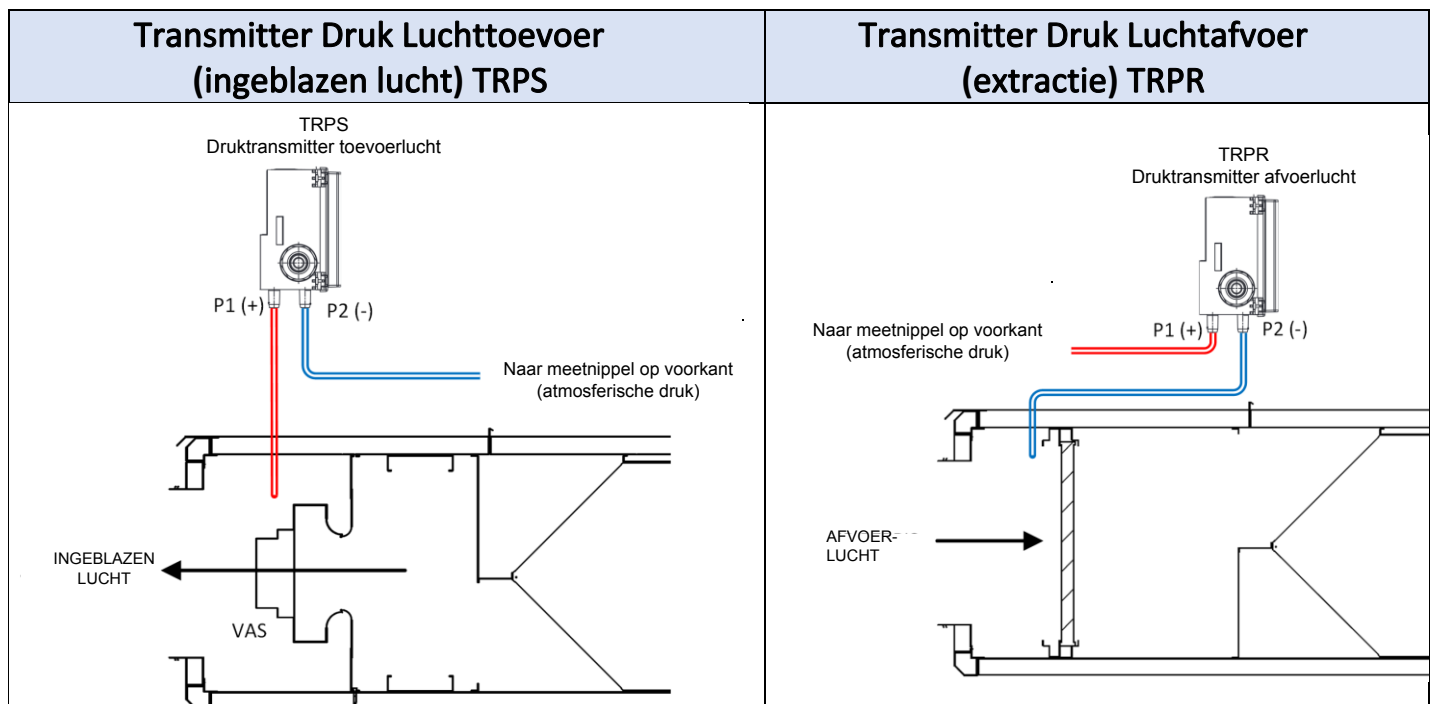 Transmitter Druk Luchttoevoer
(ingeblazen lucht) TRPS
TRPS
Druktransmitter toevoerlucht
P1 (+)
P2 (-)
Naar meetnippel op voorkant
(atmosferische druk)
INGEBLAZEN
LUCHT
VAS
Transmitter Druk Luchtafvoer
(extractie) TRPR
TRPR
Druktransmitter afvoerlucht
P1 (+)
P2 (-)
Naar meetnippel op voorkant
(atmosferische druk)
AFVOER-
LUCHT